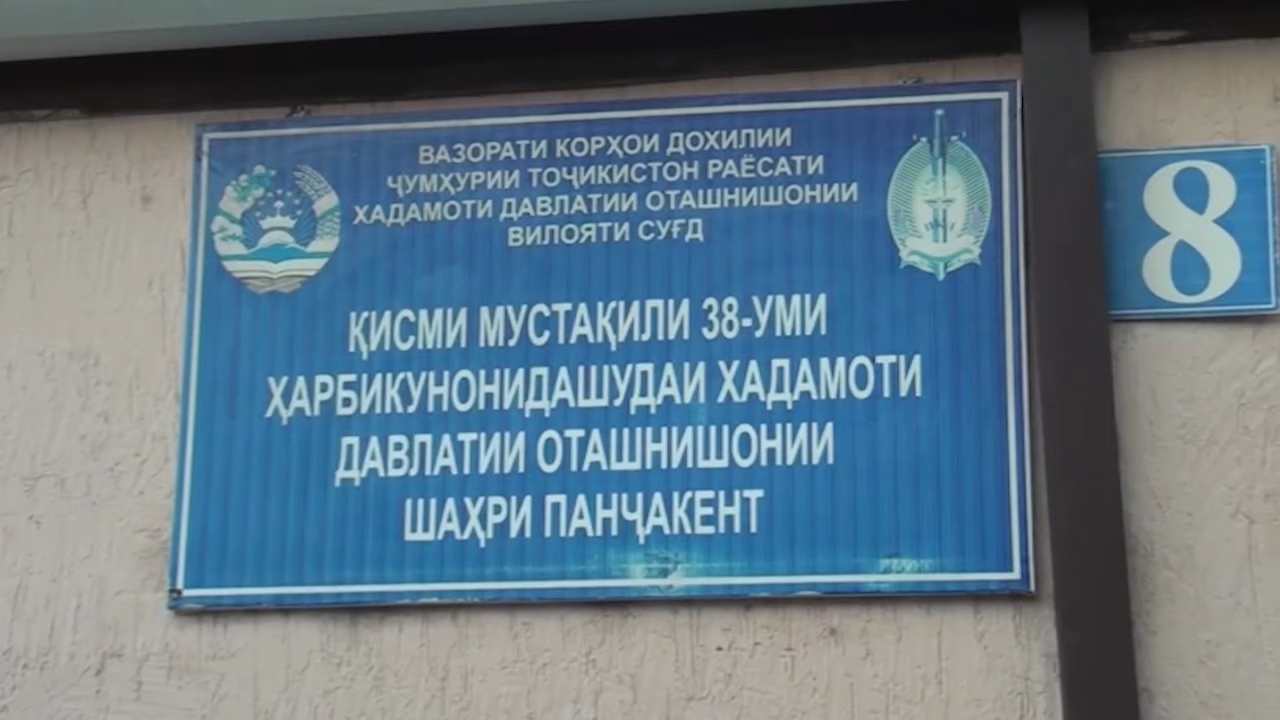 ВАЗОРАТИ КОРҲОИ ДОХИЛИИ
ҶУМҲУРИИ ТОҶИКИСТОН РАЁСАТИ
ХАДАМОТИ ДАВЛАТИИ ОТАШНИШОНИИ
ВИЛОЯТИ СУҒД
ҚИСМИ МУСТАҚИЛИ 38-УМИ
ҲАРБИКУНОНИДАШУДАИ ХАДАМОТИ
ДАВЛАТИИ ОТАШНИШОНИИ
ШАҲРИ ПАНҶАКЕНТ
8